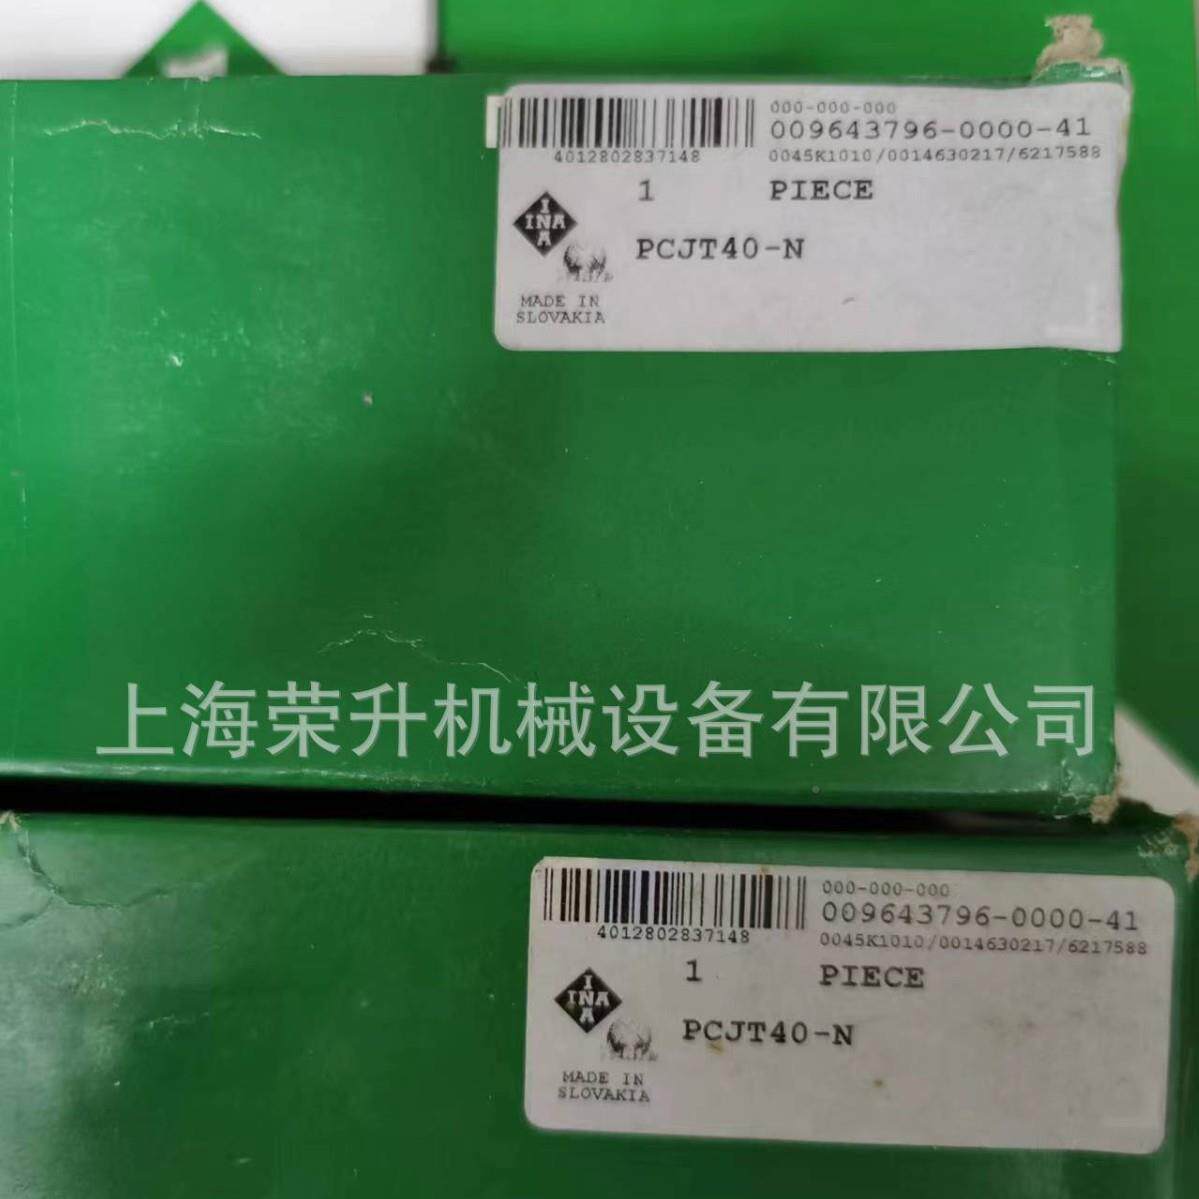 000-000-000
009643796-0000-41
4012802837148
0045K1010/0014630217/6217588
1 PIECE
I
INA
A
PCJT40-N
MADE IN
SLOVAKIA
上海荣升机械设备有限公司
000-000-000
009643796-0000-41
4012802837148
0045K1010/0014630217/6217588
1 PIECE
I
INA
A
PCJT40-N
MADE IN
SLOVAKIA